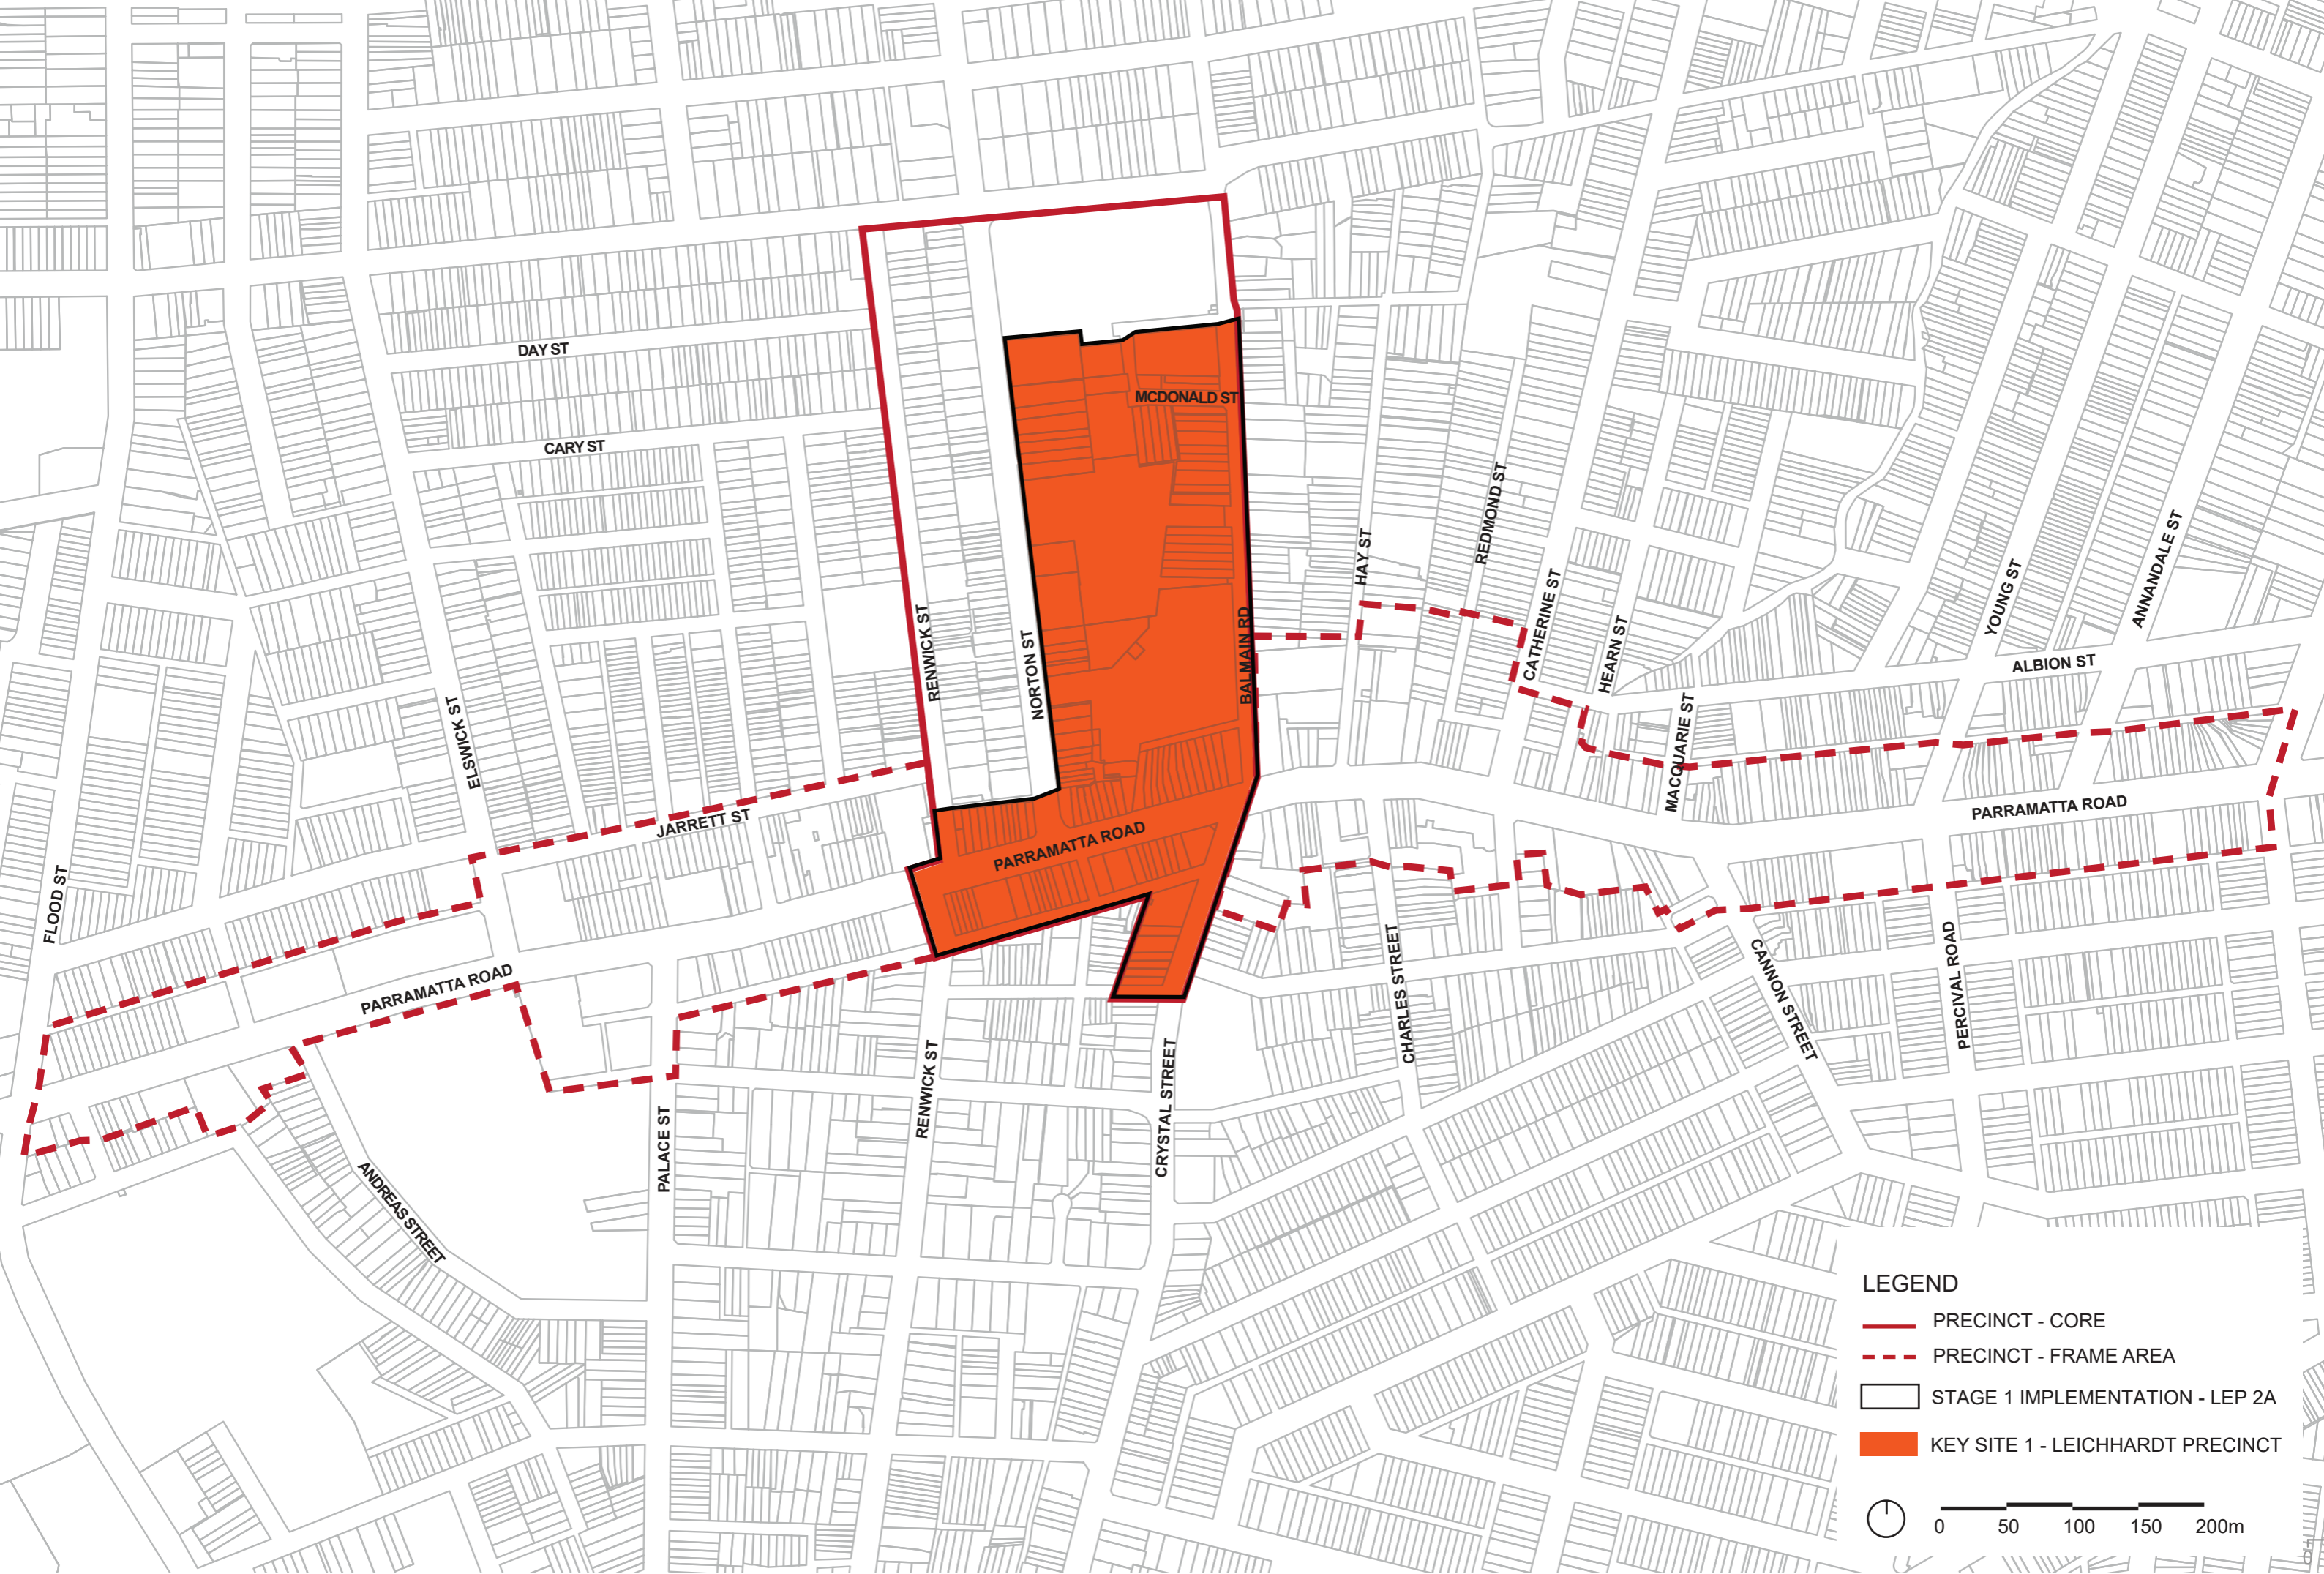 DAY ST
MCDONALD ST
CARY ST
REDMOND ST
HAY ST
ANNANDALE ST
YOUNG ST
CATHERINE ST
HEARN ST
RENWICK ST
NORTON ST
BALMAIN RD
ALBION ST
ELSWICK ST
MACQUARIE ST
JARRETT ST
PARRAMATTA ROAD
PARRAMATTA ROAD
FLOOD ST
PARRAMATTA ROAD
CHARLES STREET
CANNON STREET
PERCIVAL ROAD
RENWICK ST
CRYSTAL STREET
PALACE ST
ANDREAS STREET
LEGEND
PRECINCT - CORE
PRECINCT - FRAME AREA
STAGE 1 IMPLEMENTATION - LEP 2A
KEY SITE 1 - LEICHHARDT PRECINCT
0 50 100 150 200m